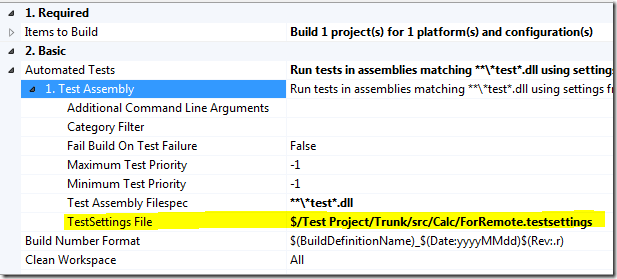 1. Required
Items to Build Build 1 project(s) for 1 platform(s) and configuration(s)
2. Basic
Automated Tests Run tests in assemblies matching **\*test*.dll using settings
1. Test Assembly Run tests in assemblies matching **\*test*.dll using settings fr
Additional Command Line Arguments
Category Filter
Fail Build On Test Failure False
Maximum Test Priority -1
Minimum Test Priority -1
Test Assembly Filespec **\*test*.dll
TestSettings File $/Test Project/Trunk/src/Calc/ForRemote.testsettings
Build Number Format $(BuildDefinitionName)_$(Date:yyyyMMdd)$(Rev:.r)
Clean Workspace All